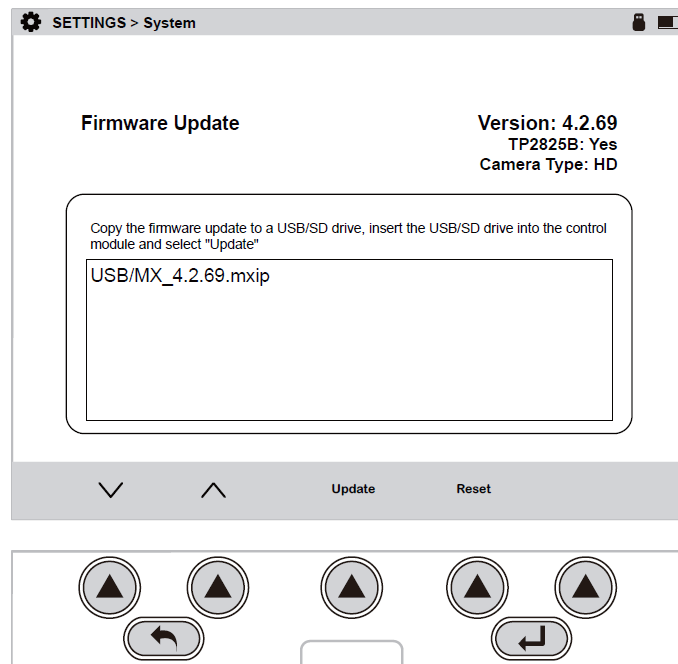 SETTINGS > System
Firmware Update
Version: 4.2.69
TP2825B: Yes
Camera Type: HD
Copy the firmware update to a USB/SD drive, insert the USB/SD drive into the control
module and select "Update"
USB/MX_4.2.69.mxip
Update
Reset